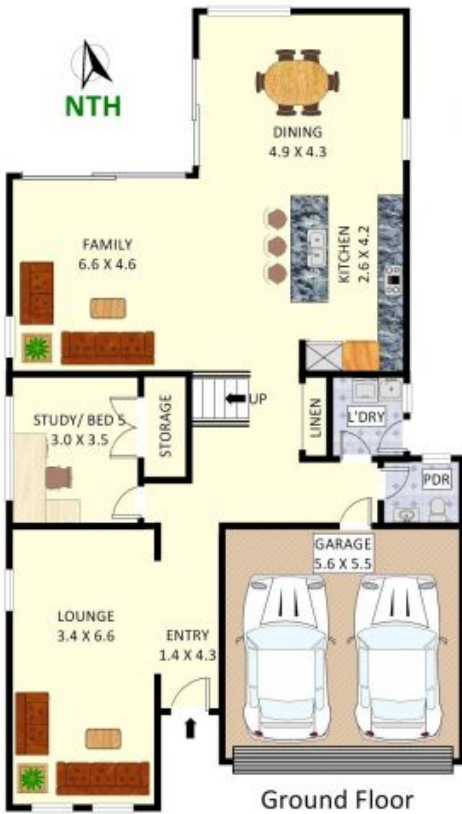 NTH
DINING
4.9 X 4.3
FAMILY
6.6 X 4.6
KITCHEN
2.6 X 4.2
STUDY/ BED 5
3.0 X 3.5
STORAGE
UP
LINEN
L'DRY
PDR
GARAGE
5.6 X 5.5
LOUNGE
3.4 X 6.6
ENTRY
1.4 X 4.3
Ground Floor